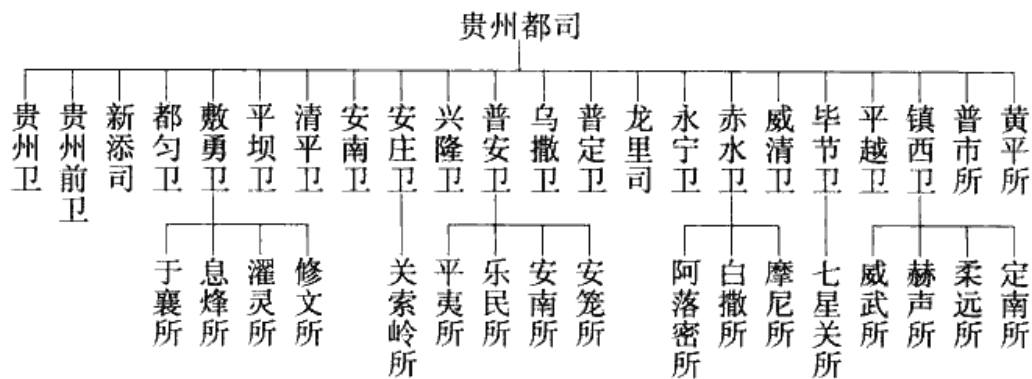 贵州都司
贵州卫
贵州前卫
新添司
都匀卫
敷勇卫
平坝卫
清平卫
安南卫
安庄卫
兴隆卫
普安卫
乌撒卫
普定卫
龙里司
永宁卫
赤水卫
威清卫
毕节卫
平越卫
镇西卫
普市所
黄平所
于襄所
息烽所
濯灵所
修文所
关索岭所
平夷所
乐民所
安南所
安笼所
阿落密所
白撒所
摩尼所
七星关所
威武所
赫声所
柔远所
定南所